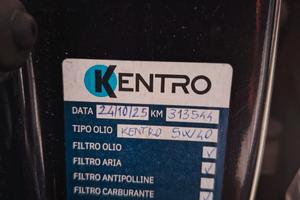 KENTRO
DATA 24/10/25 KM 313544
TIPO OLIO KENTRO 5W40
FILTRO OLIO ✓
FILTRO ARIA ✓
FILTRO ANTIPOLLINE
FILTRO CARBURANTE ✓